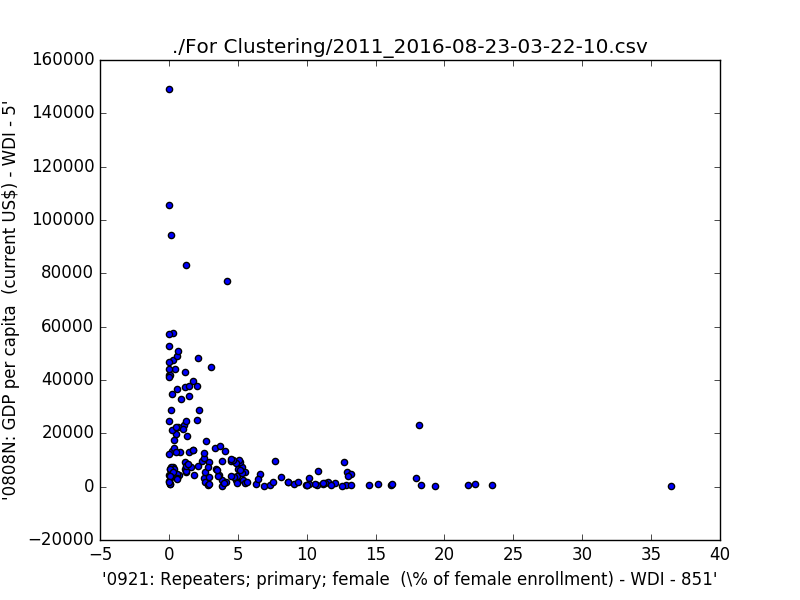 ./For Clustering/2011_2016-08-23-03-22-10.csv
'0808N: GDP per capita  (current US$) - WDI - 5'
160000
140000
120000
100000
80000
60000
40000
20000
0
−20000
−5 0 5 10 15 20 25 30 35 40
'0921: Repeaters; primary; female  (\% of female enrollment) - WDI - 851'